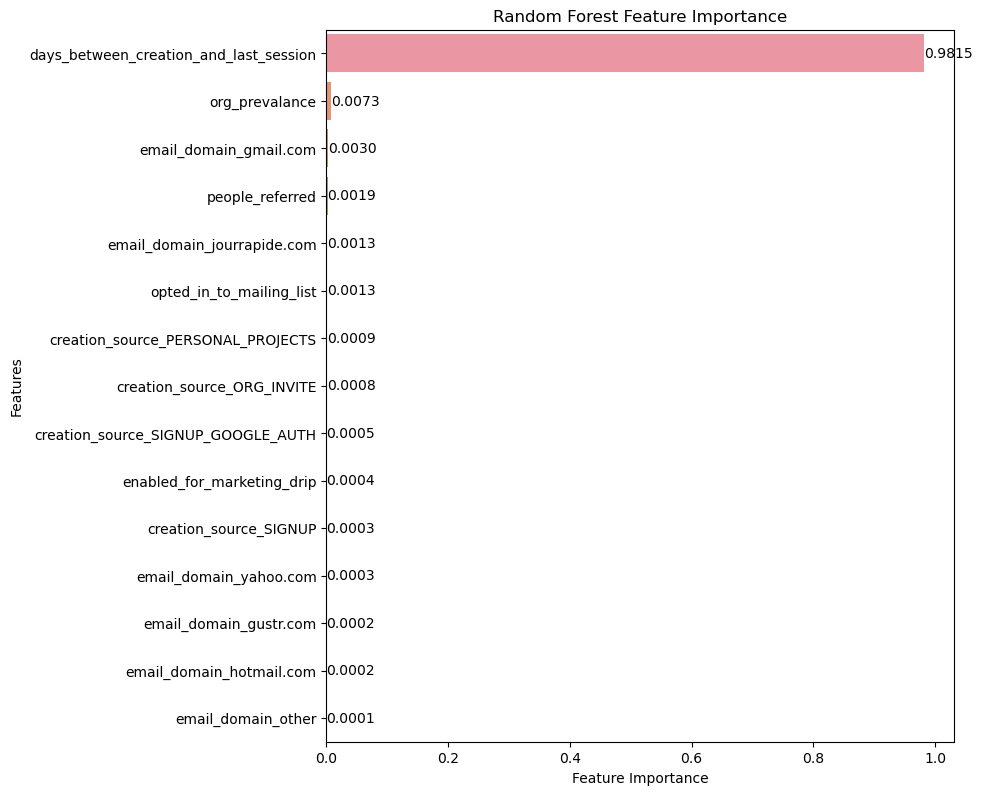 Random Forest Feature Importance
days_between_creation_and_last_session 0.9815
org_prevalance 0.0073
email_domain_gmail.com 0.0030
people_referred 0.0019
email_domain_jourrapide.com 0.0013
opted_in_to_mailing_list 0.0013
creation_source_PERSONAL_PROJECTS 0.0009
creation_source_ORG_INVITE 0.0008
creation_source_SIGNUP_GOOGLE_AUTH 0.0005
enabled_for_marketing_drip 0.0004
creation_source_SIGNUP 0.0003
email_domain_yahoo.com 0.0003
email_domain_gustr.com 0.0002
email_domain_hotmail.com 0.0002
email_domain_other 0.0001
Features
0.0 0.2 0.4 0.6 0.8 1.0
Feature Importance